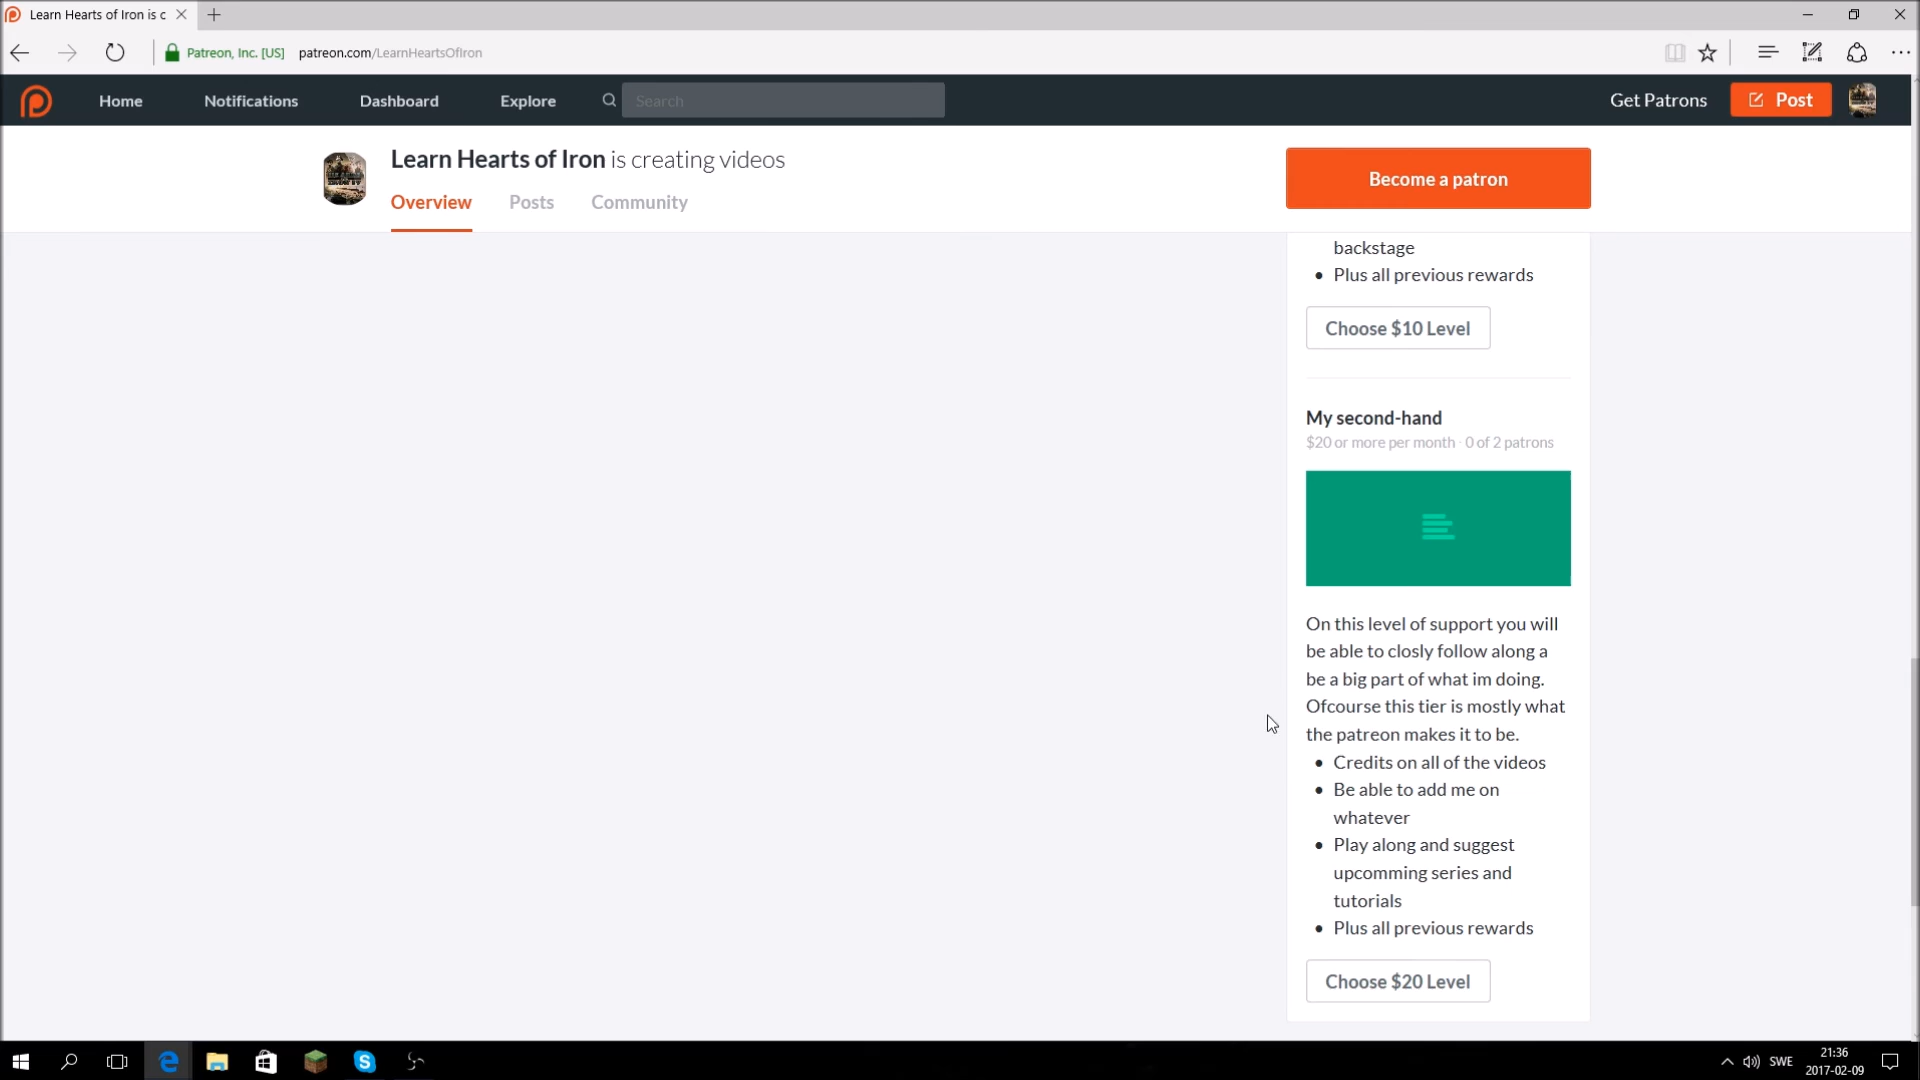 Learn Hearts of Iron is c
Patreon, Inc. [US]
patreon.com/LearnHeartsOfIron
Home
Notifications
Dashboard
Explore
Search
Get Patrons
Post
Learn Hearts of Iron is creating videos
Overview
Posts
Community
Become a patron
backstage
Plus all previous rewards
Choose $10 Level
My second-hand
$20 or more per month · 0 of 2 patrons
On this level of support you will
be able to closly follow along a
be a big part of what im doing.
Ofcourse this tier is mostly what
the patreon makes it to be.
Credits on all of the videos
Be able to add me on
whatever
Play along and suggest
upcomming series and
tutorials
Plus all previous rewards
Choose $20 Level
SWE
21:36
2017-02-09